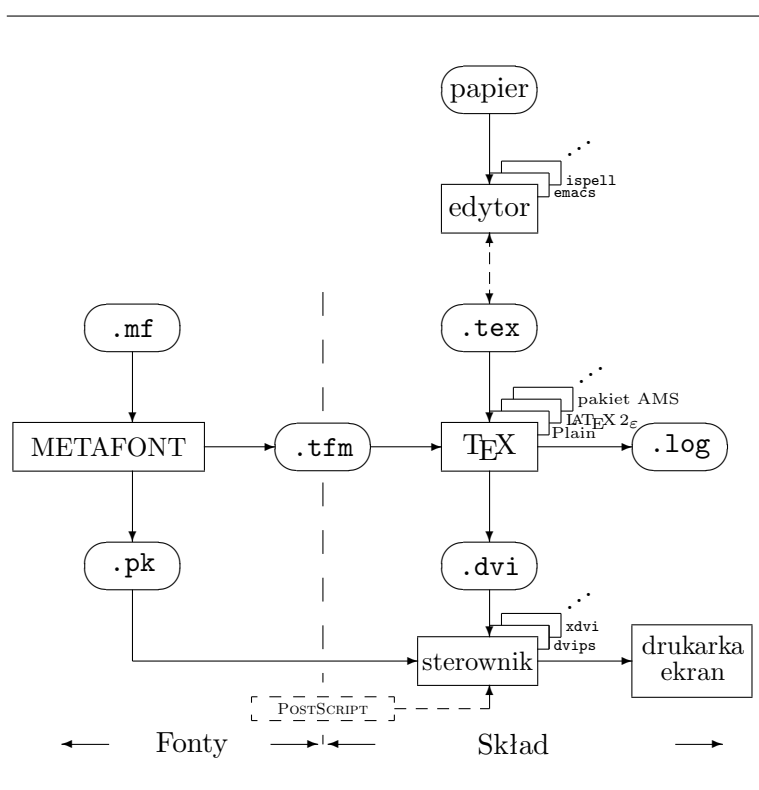 papier
ispell
emacs
edytor
.mf
.tex
pakiet AMS
LATEX 2ε
Plain
METAFONT
.tfm
TEX
.log
.pk
.dvi
xdvi
dvips
sterownik
drukarka
ekran
POSTSCRIPT
Fonty
Skład